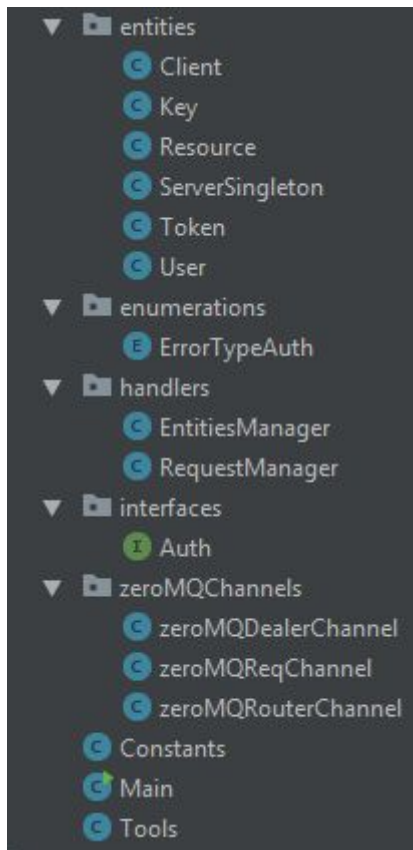 entities
C Client
C Key
C Resource
C ServerSingleton
C Token
C User
enumerations
E ErrorTypeAuth
handlers
C EntitiesManager
C RequestManager
interfaces
I Auth
zeroMQChannels
C zeroMQDealerChannel
C zeroMQReqChannel
C zeroMQRouterChannel
C Constants
C Main
C Tools